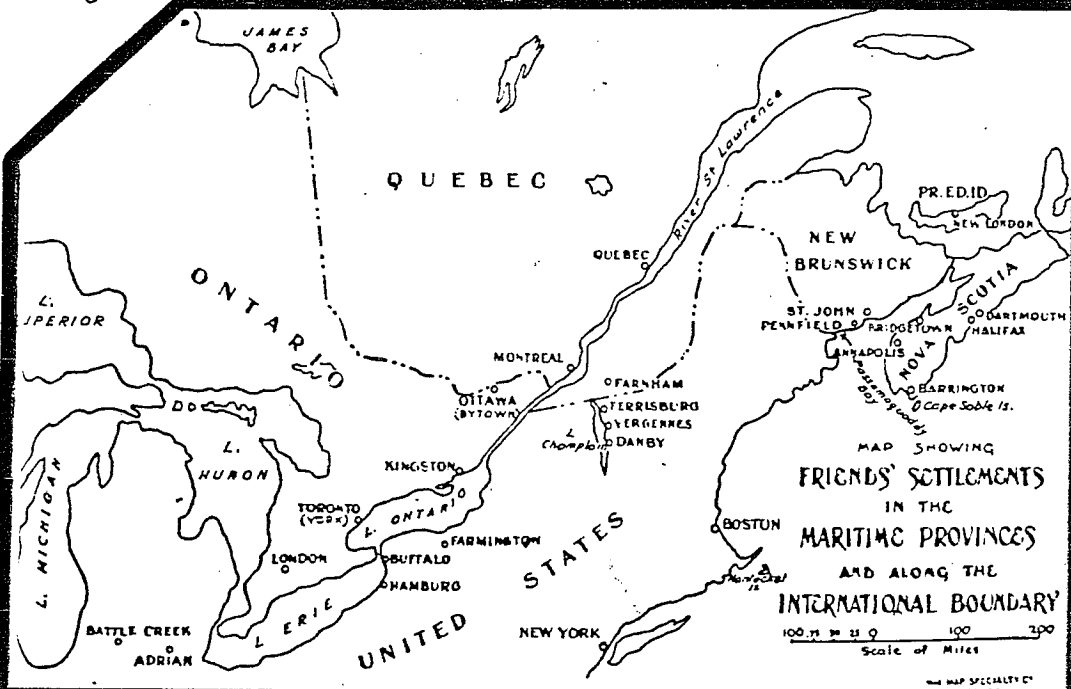 JAMES
BAY
QUEBEC
River St Lawrence
PR. ED. ID.
NEW LONDON
NEW
BRUNSWICK
QUEBEC
ONTARIO
L.
UPERIOR
ST. JOHN
PENNFIELD
BRIDGETOWN
NOVA SCOTIA
DARTMOUTH
HALIFAX
ANNAPOLIS
Passamaquoddy
BAY
BARRINGTON
Cape Sable Is.
MONTREAL
OTTAWA
(BYTOWN)
FARNHAM
FERRISBURG
VERGENNES
L
Champlain
DANBY
L.
HURON
L. MICHIGAN
KINGSTON
TORONTO
(YORK)
L. ONTARIO
FARMINGTON
LONDON
BUFFALO
HAMBURG
L ERIE
BATTLE CREEK
ADRIAN
UNITED STATES
BOSTON
Is
NEW YORK
MAP SHOWING
FRIENDS' SETTLEMENTS
IN THE
MARITIME PROVINCES
AND ALONG THE
INTERNATIONAL BOUNDARY
100 75 50 25 0 100 200
Scale of Miles
MAP SPECIALTY CO